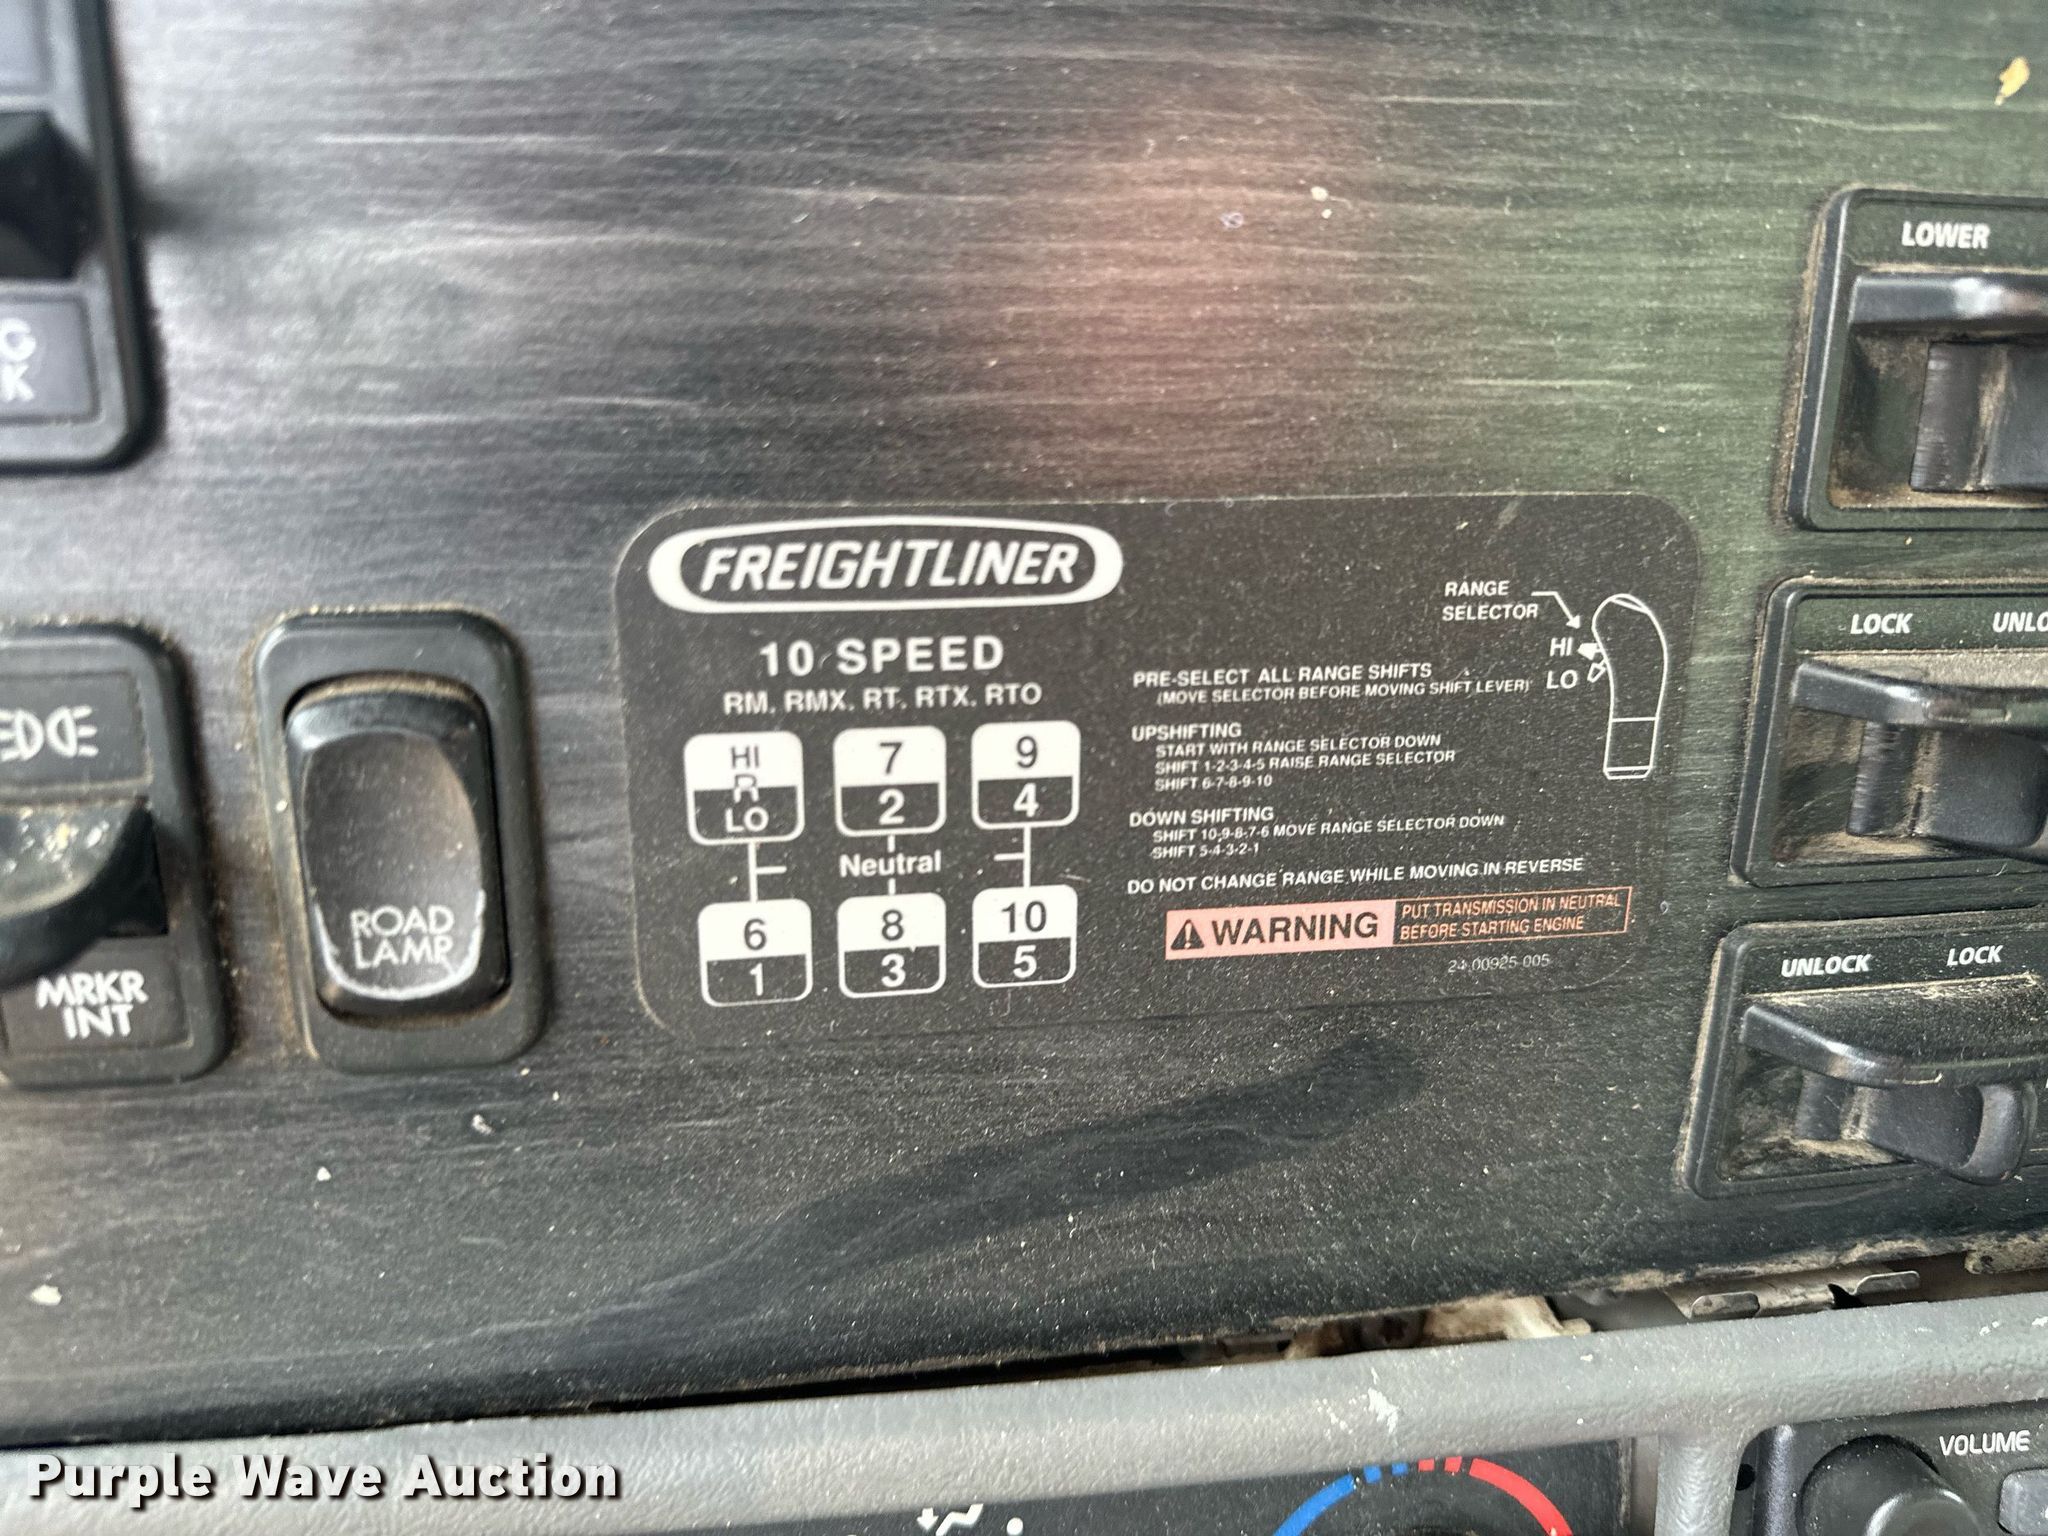 LOWER
G
K
LOCK
UNLO
UNLOCK
LOCK
MRKR
INT
ROAD
LAMP
FREIGHTLINER
10 SPEED
RM, RMX, RT, RTX, RTO
HI
R
LO
7
2
9
4
Neutral
6
1
8
3
10
5
RANGE
SELECTOR
HI
LO
PRE-SELECT ALL RANGE SHIFTS
(MOVE SELECTOR BEFORE MOVING SHIFT LEVER)
UPSHIFTING
START WITH RANGE SELECTOR DOWN
SHIFT 1-2-3-4-5 RAISE RANGE SELECTOR
SHIFT 6-7-8-9-10
DOWN SHIFTING
SHIFT 10-9-8-7-6 MOVE RANGE SELECTOR DOWN
SHIFT 5-4-3-2-1
DO NOT CHANGE RANGE WHILE MOVING IN REVERSE
WARNING
PUT TRANSMISSION IN NEUTRAL
BEFORE STARTING ENGINE
24-00925-005
VOLUME
Purple Wave Auction